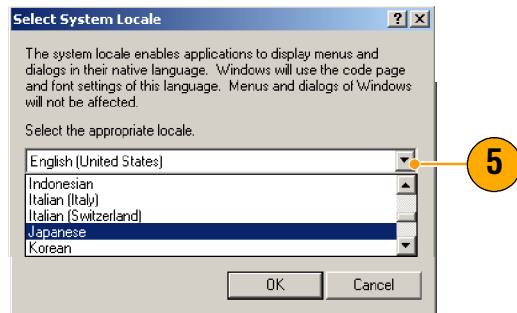 Select System Locale
The system locale enables applications to display menus and
dialogs in their native language. Windows will use the code page
and font settings of this language. Menus and dialogs of Windows
will not be affected.
Select the appropriate locale.
English (United States)
5
Indonesian
Italian (Italy)
Italian (Switzerland)
Japanese
Korean
OK
Cancel